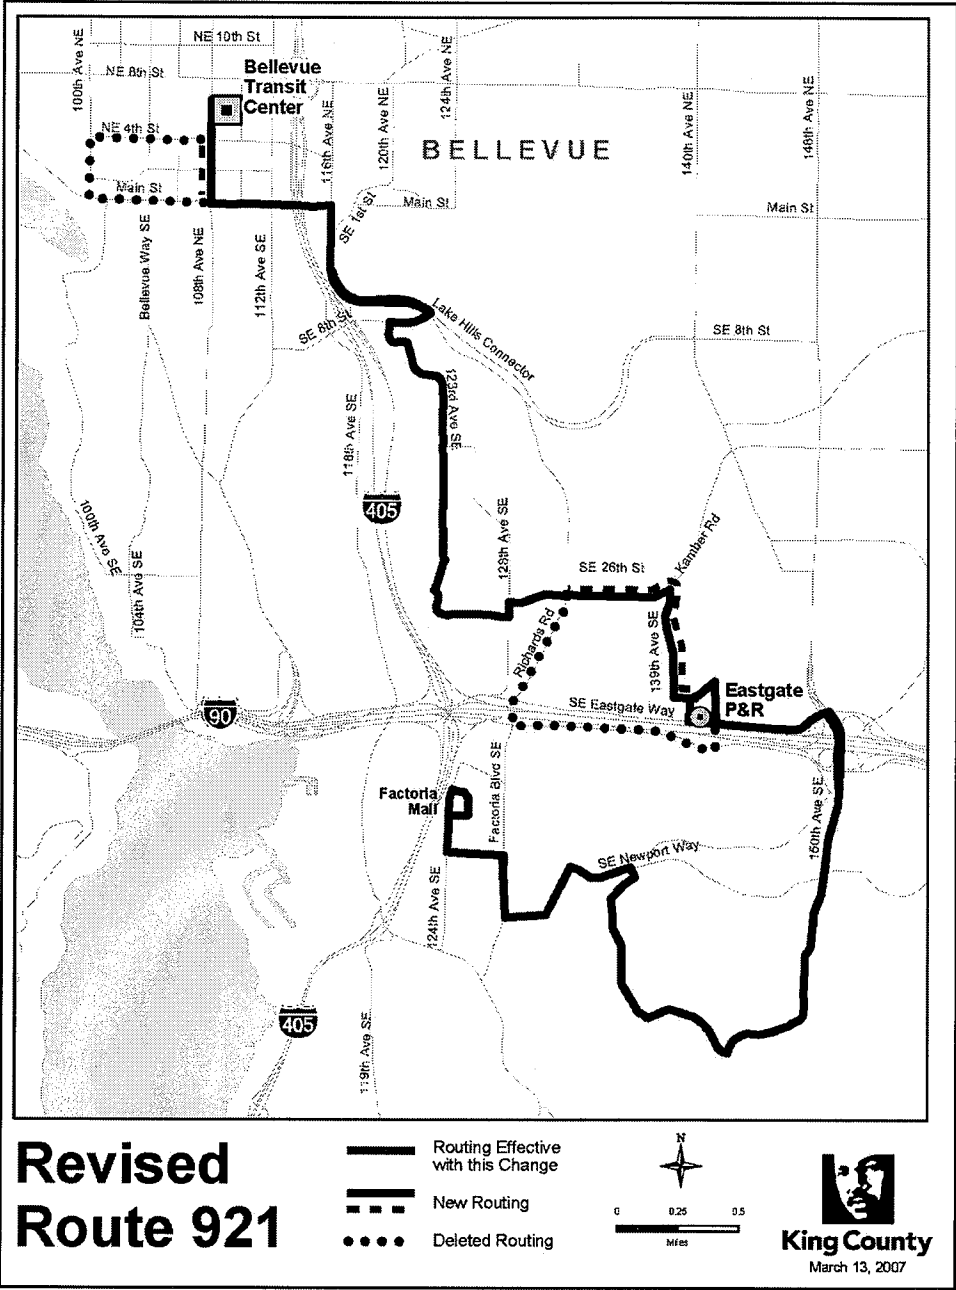 NE 10th St
NE 8th St
100th Ave NE
Bellevue
Transit
Center
NE 4th St
Main St
116th Ave NE
120th Ave NE
124th Ave NE
BELLEVUE
140th Ave NE
148th Ave NE
SE 1st St
Main St
Main St
Bellevue Way SE
108th Ave NE
112th Ave SE
SE 8th St
Lake Hills Connector
SE 8th St
123rd Ave SE
118th Ave SE
405
100th Ave SE
104th Ave SE
128th Ave SE
SE 26th St
Kamber Rd
Richards Rd
139th Ave SE
Eastgate
P&R
SE Eastgate Way
90
Factoria
Mall
Factoria Blvd SE
150th Ave SE
SE Newport Way
124th Ave SE
405
119th Ave SE
Revised
Route 921
Routing Effective
with this Change
New Routing
Deleted Routing
N
0 0.25 0.5
Miles
King County
March 13, 2007